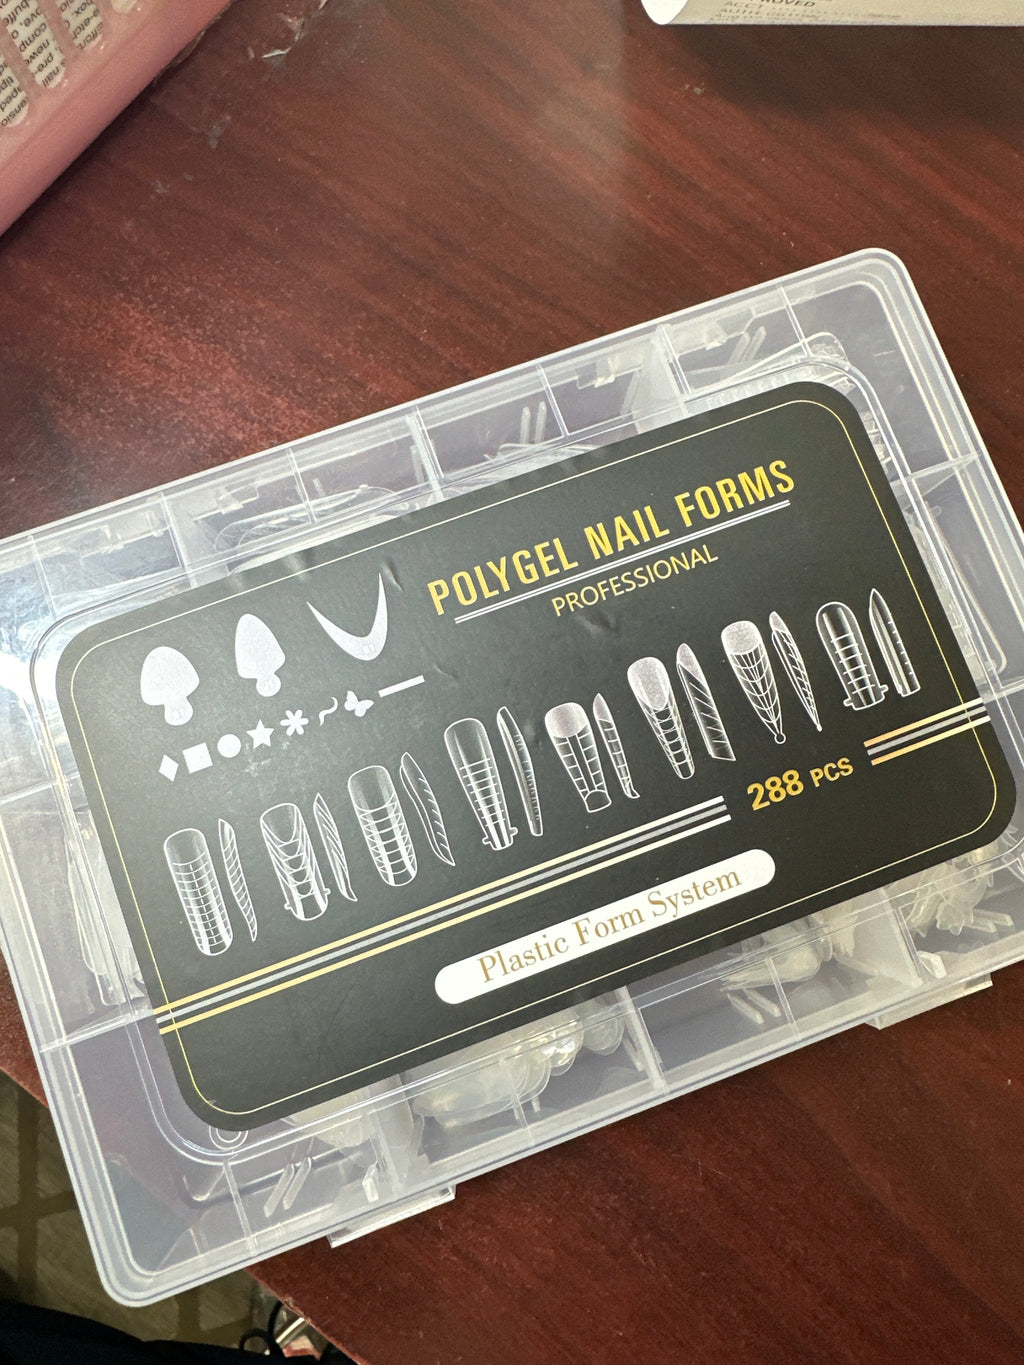 POLYGEL NAIL FORMS
PROFESSIONAL
288 PCS
Plastic Form System